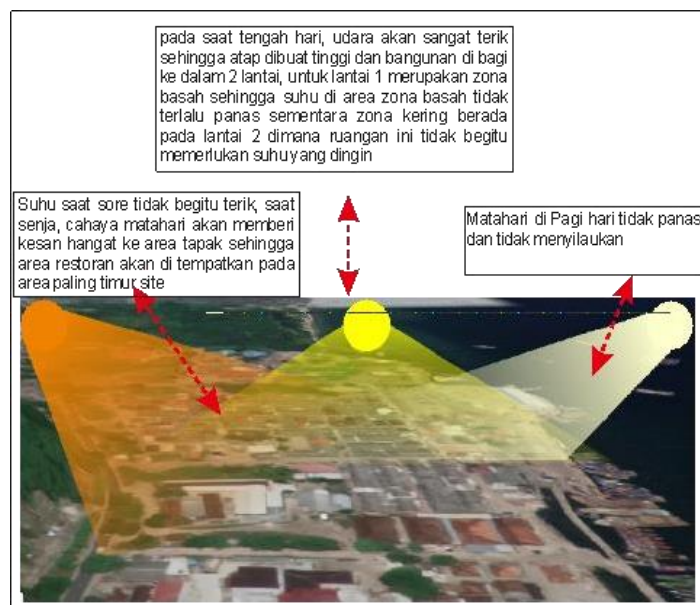 pada saat tengah hari, udara akan sangat terik
sehingga atap dibuat tinggi dan bangunan di bagi
ke dalam 2 lantai, untuk lantai 1 merupakan zona
basah sehingga suhu di area zona basah tidak
terlalu panas sementara zona kering berada
pada lantai 2 dimana ruangan ini tidak begitu
memerlukan suhu yang dingin
Suhu saat sore tidak begitu terik, saat
senja, cahaya matahari akan memberi
kesan hangat ke area tapak sehingga
area restoran akan di tempatkan pada
area paling timur site
Matahari di Pagi hari tidak panas
dan tidak menyilaukan